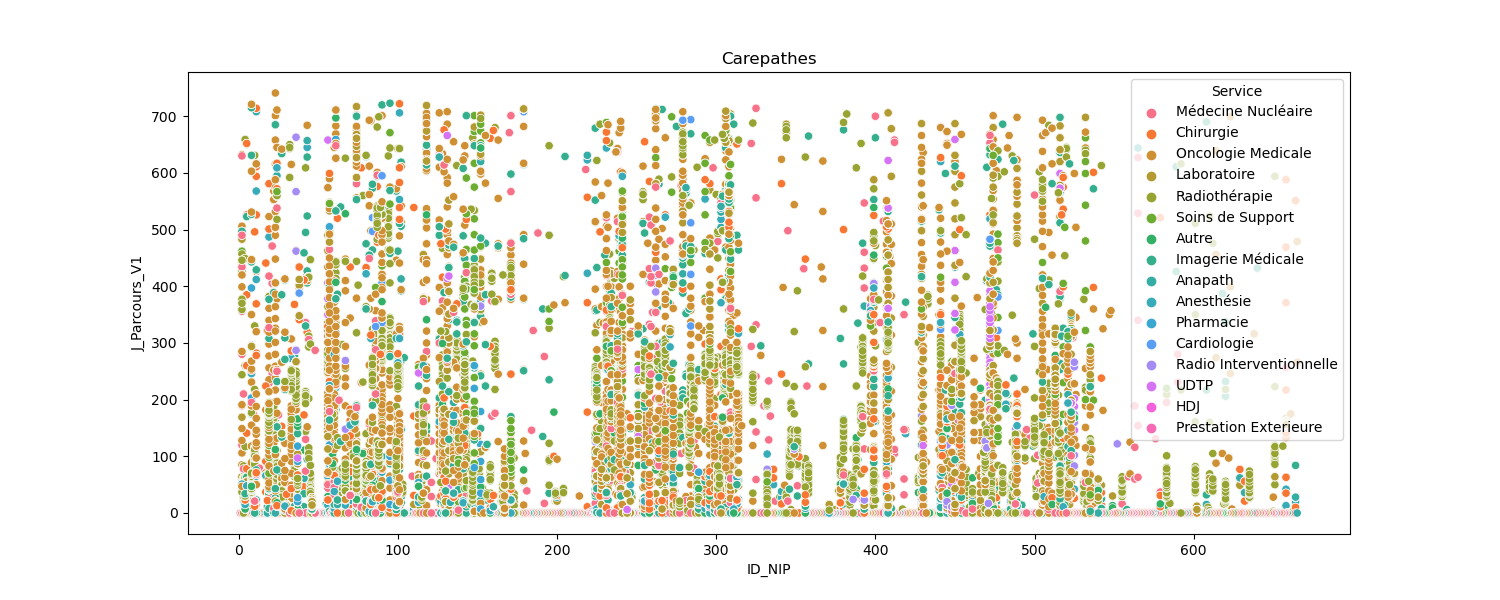 Carepathes
J_Parcours_V1
700
600
500
400
300
200
100
0
0 100 200 300 400 500 600
ID_NIP
Service
Médecine Nucléaire
Chirurgie
Oncologie Medicale
Laboratoire
Radiothérapie
Soins de Support
Autre
Imagerie Médicale
Anapath
Anesthésie
Pharmacie
Cardiologie
Radio Interventionnelle
UDTP
HDJ
Prestation Exterieure